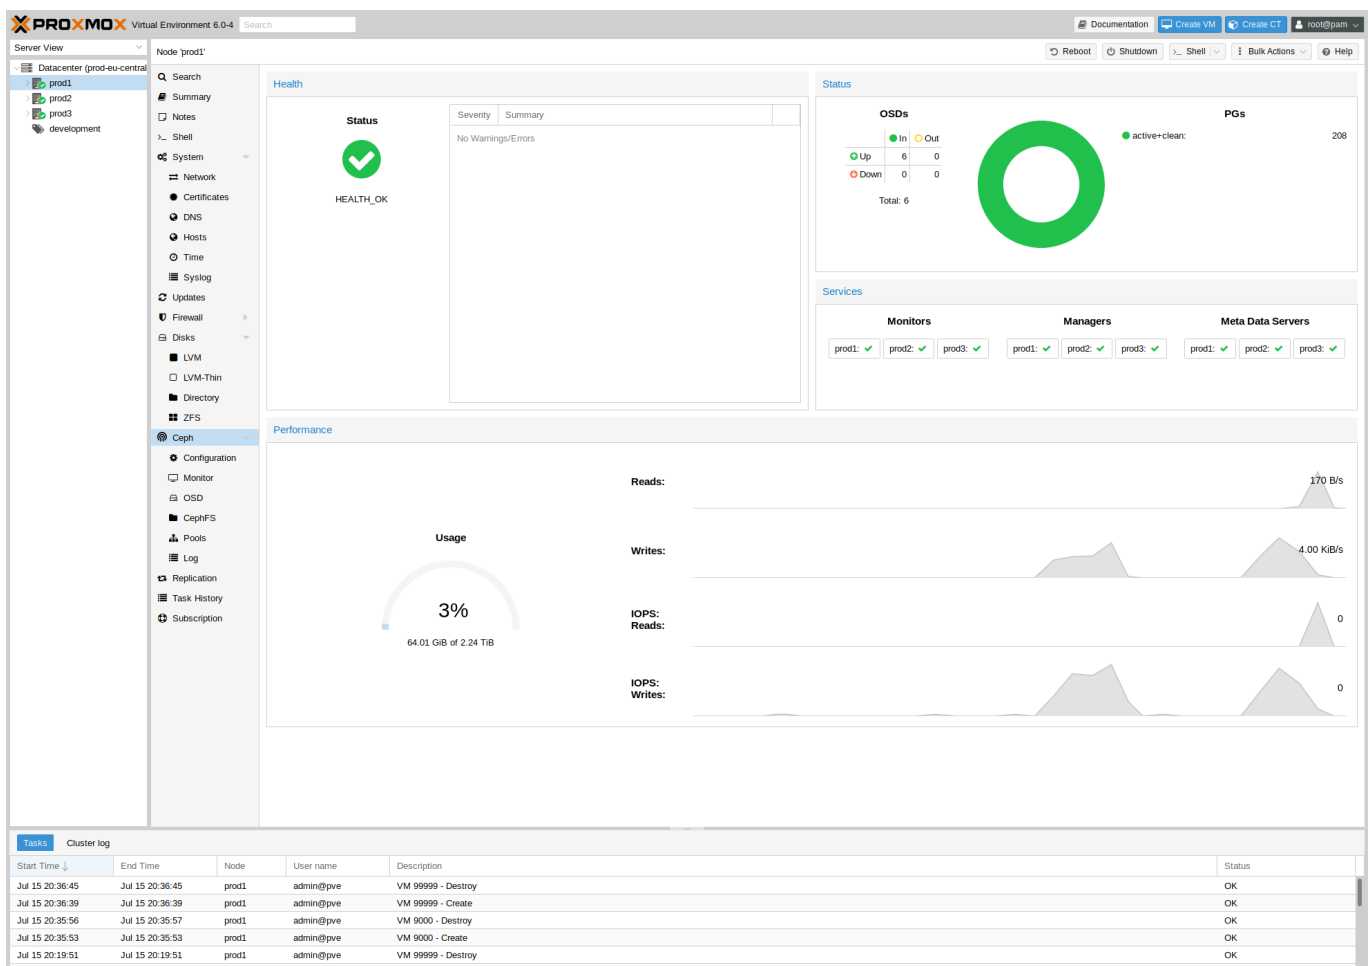 PROXMOX Virtual Environment 6.0-4 Search
Documentation Create VM Create CT root@pam
Server View
Datacenter (prod-eu-central
prod1
prod2
prod3
development
Node 'prod1'
Reboot Shutdown >_ Shell Bulk Actions Help
Search
Summary
Notes
>_ Shell
System
Network
Certificates
DNS
Hosts
Time
Syslog
Updates
Firewall
Disks
LVM
LVM-Thin
Directory
ZFS
Ceph
Configuration
Monitor
OSD
CephFS
Pools
Log
Replication
Task History
Subscription
Health
Status
HEALTH_OK
Severity Summary
No Warnings/Errors
Status
OSDs
In Out
Up 6 0
Down 0 0
Total: 6
PGs
active+clean: 208
Services
Monitors Managers Meta Data Servers
prod1: prod2: prod3: prod1: prod2: prod3: prod1: prod2: prod3:
Performance
Usage
3%
64.01 GiB of 2.24 TiB
Reads: 170 B/s
Writes: 4.00 KiB/s
IOPS:
Reads: 0
IOPS:
Writes: 0
Tasks Cluster log
Start Time End Time Node User name Description Status
Jul 15 20:36:45 Jul 15 20:36:45 prod1 admin@pve VM 99999 - Destroy OK
Jul 15 20:36:39 Jul 15 20:36:39 prod1 admin@pve VM 99999 - Create OK
Jul 15 20:35:56 Jul 15 20:35:57 prod1 admin@pve VM 9000 - Destroy OK
Jul 15 20:35:53 Jul 15 20:35:53 prod1 admin@pve VM 9000 - Create OK
Jul 15 20:19:51 Jul 15 20:19:51 prod1 admin@pve VM 99999 - Destroy OK